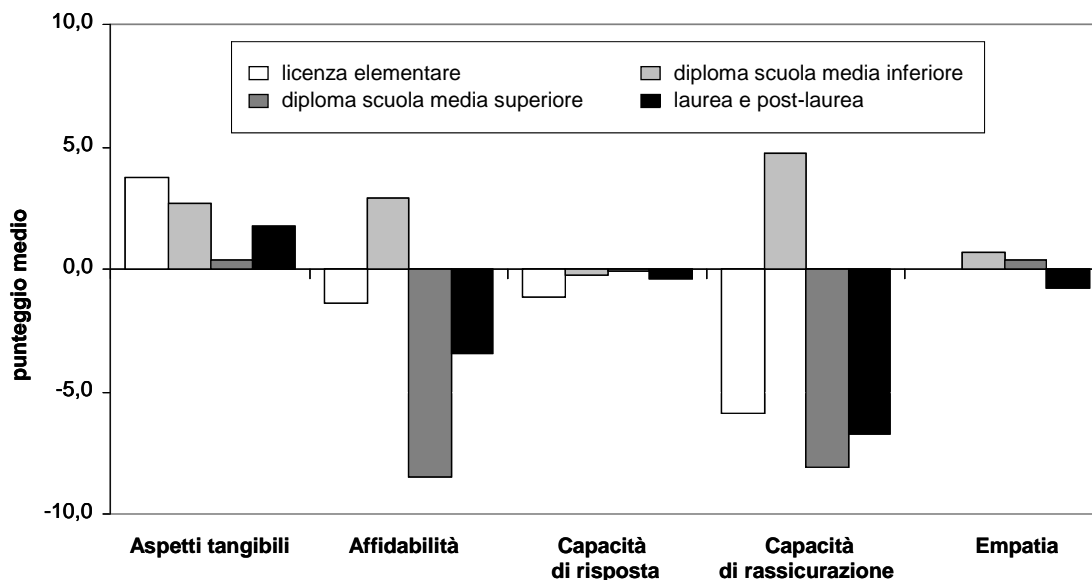 10,0
licenza elementare
diploma scuola media inferiore
diploma scuola media superiore
laurea e post-laurea
5,0
punteggio medio
0,0
-5,0
-10,0
Aspetti tangibili
Affidabilità
Capacità
di risposta
Capacità
di rassicurazione
Empatia